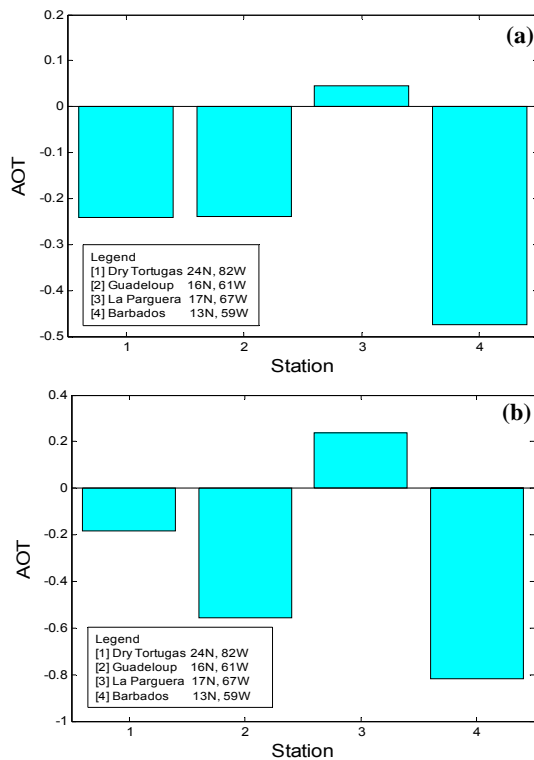 (a)
0.2
0.1
0
-0.1
-0.2
-0.3
-0.4
-0.5
AOT
Legend
[1] Dry Tortugas 24N, 82W
[2] Guadeloup 16N, 61W
[3] La Parguera 17N, 67W
[4] Barbados 13N, 59W
1 2 3 4
Station
(b)
0.4
0.2
0
-0.2
-0.4
-0.6
-0.8
-1
AOT
Legend
[1] Dry Tortugas 24N, 82W
[2] Guadeloup 16N, 61W
[3] La Parguera 17N, 67W
[4] Barbados 13N, 59W
1 2 3 4
Station